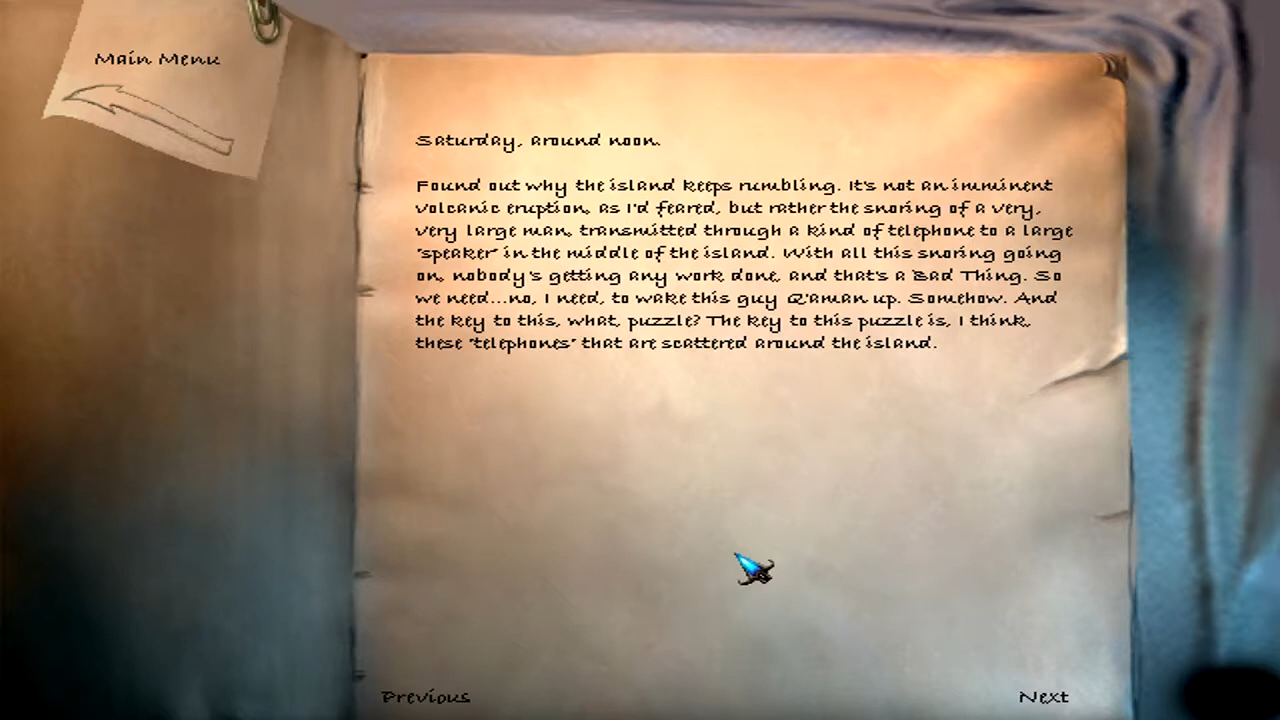 Main Menu
Saturday, around noon.
Found out why the island keeps rumbling. It's not an imminent
volcanic eruption, as I'd feared, but rather the snoring of a very,
very large man, transmitted through a kind of telephone to a large
"speaker" in the middle of the island. With all this snoring going
on, nobody's getting any work done, and that's a Bad Thing. So
we need...no, I need, to wake this guy Q'aman up. Somehow. And
the key to this, what, puzzle? The key to this puzzle is, I think,
these "telephones" that are scattered around the island.
Previous
Next